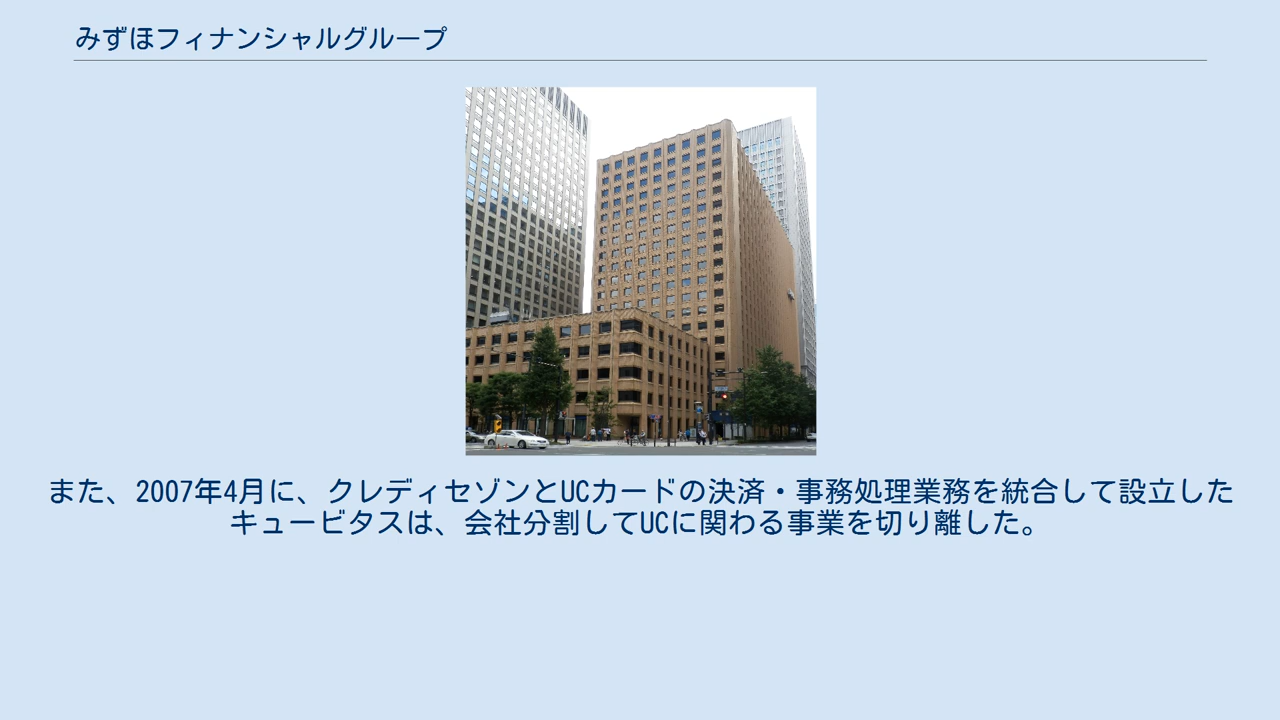 みずほフィナンシャルグループ
また、2007年4月に、クレディセゾンとUCカードの決済・事務処理業務を統合して設立した
キュービタスは、会社分割してUCに関わる事業を切り離した。